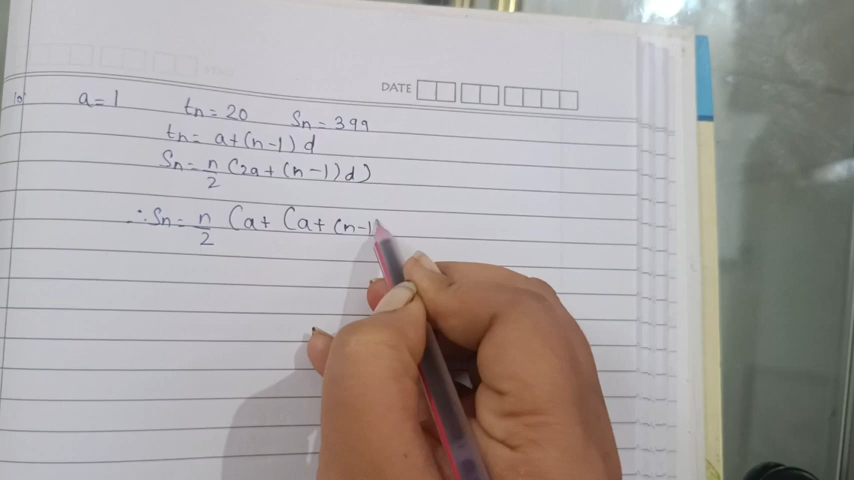 DATE
10) a=1 tn=20 Sn=399
tn= a+(n-1)d
Sn=n/2 (2a+(n-1)d)
∴Sn=n/2 (a+(a+(n-1)